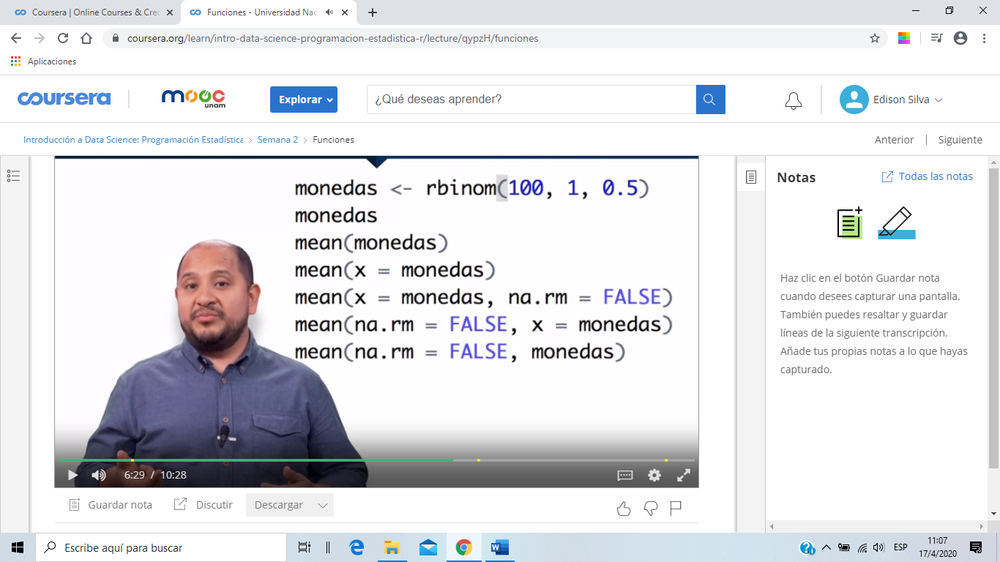 Coursera | Online Courses & Cred
Funciones - Universidad Naci
coursera.org/learn/intro-data-science-programacion-estadistica-r/lecture/qypzH/funciones
Aplicaciones
coursera
mooc
unam
Explorar
¿Qué deseas aprender?
Edison Silva
Introducción a Data Science: Programación Estadística
Semana 2
Funciones
Anterior | Siguiente
monedas <- rbinom(100, 1, 0.5)
monedas
mean(monedas)
mean(x = monedas)
mean(x = monedas, na.rm = FALSE)
mean(na.rm = FALSE, x = monedas)
mean(na.rm = FALSE, monedas)
6:29 / 10:28
Guardar nota
Discutir
Descargar
Notas
Todas las notas
Haz clic en el botón Guardar nota
cuando desees capturar una pantalla.
También puedes resaltar y guardar
líneas de la siguiente transcripción.
Añade tus propias notas a lo que hayas
capturado.
Escribe aquí para buscar
ESP
11:07
17/4/2020